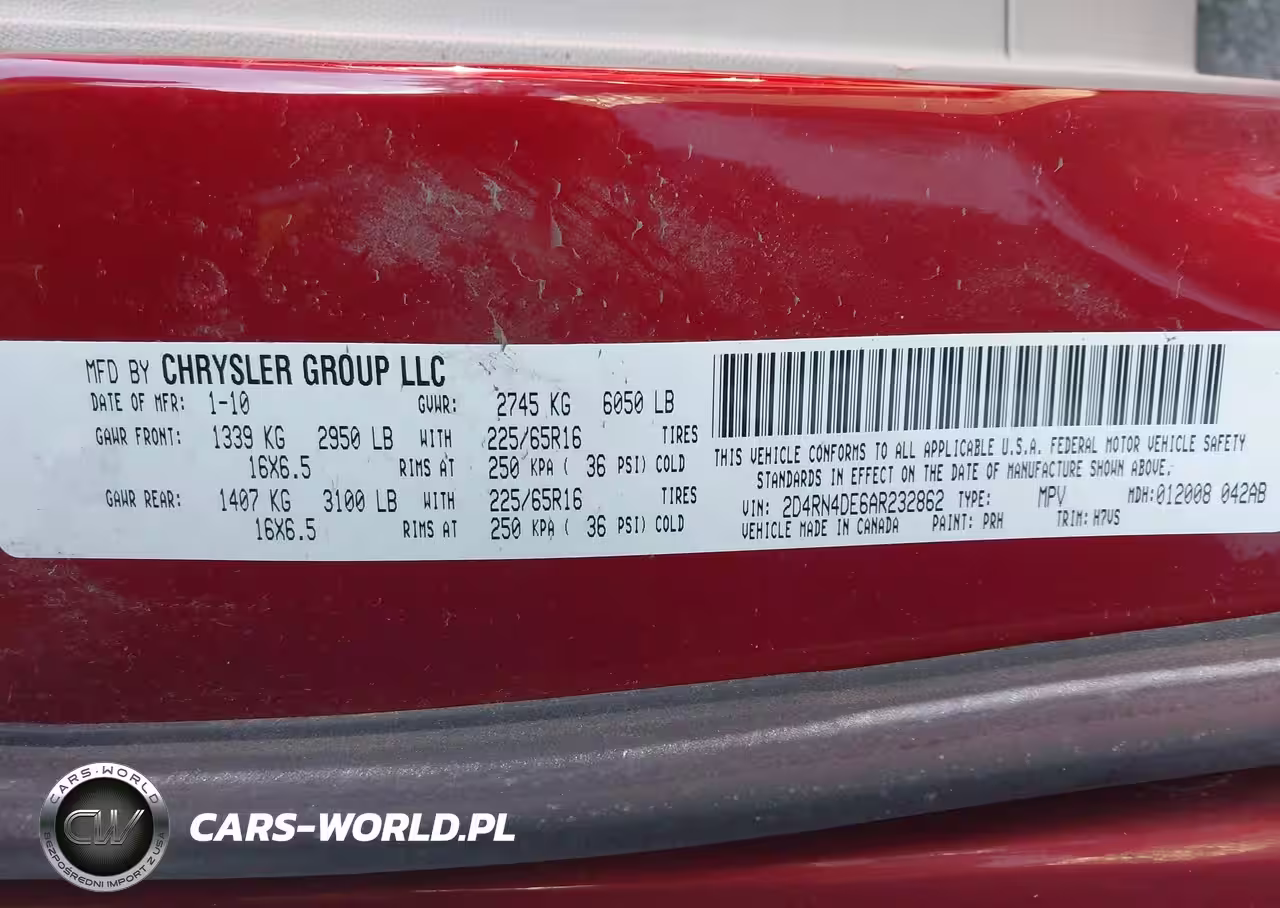 MFD BY CHRYSLER GROUP LLC
DATE OF MFR: 1-10 GVWR: 2745 KG 6050 LB
GAWR FRONT: 1339 KG 2950 LB WITH 225/65R16 TIRES
16X6.5 RIMS AT 250 KPA ( 36 PSI) COLD
GAWR REAR: 1407 KG 3100 LB WITH 225/65R16 TIRES
16X6.5 RIMS AT 250 KPA ( 36 PSI) COLD
THIS VEHICLE CONFORMS TO ALL APPLICABLE U.S.A. FEDERAL MOTOR VEHICLE SAFETY
STANDARDS IN EFFECT ON THE DATE OF MANUFACTURE SHOWN ABOVE.
VIN: 2D4RN4DE6AR232862 TYPE: MPV MDH:012008 042AB
VEHICLE MADE IN CANADA PAINT: PRH TRIM: H7VS
CARS-WORLD
CW
BEZPOŚREDNI IMPORT Z USA
CARS-WORLD.PL